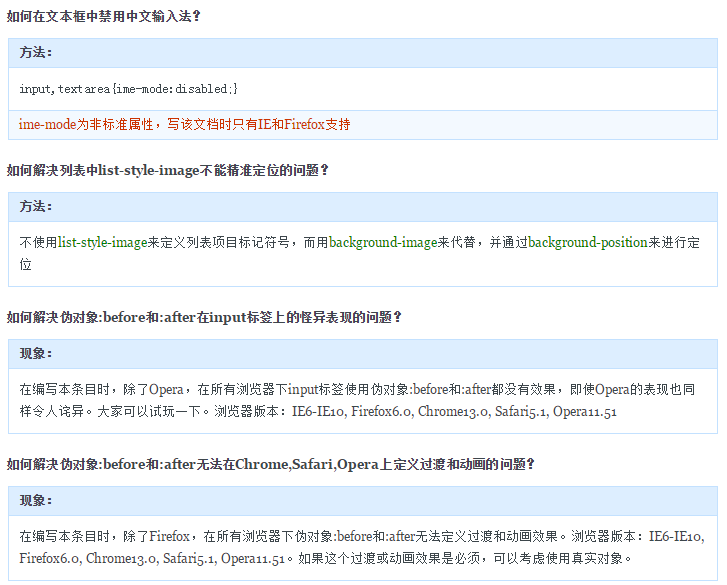 如何在文本框中禁用中文输入法？
方法：
input,textarea{ime-mode:disabled;}
ime-mode为非标准属性，写该文档时只有IE和Firefox支持
如何解决列表中list-style-image不能精准定位的问题？
方法：
不使用list-style-image来定义列表项目标记符号，而用background-image来代替，并通过background-position来进行定
位
如何解决伪对象:before和:after在input标签上的怪异表现的问题？
现象：
在编写本条目时，除了Opera，在所有浏览器下input标签使用伪对象:before和:after都没有效果，即使Opera的表现也同
样令人诧异。大家可以试玩一下。浏览器版本：IE6-IE10, Firefox6.0, Chrome13.0, Safari5.1, Opera11.51
如何解决伪对象:before和:after无法在Chrome,Safari,Opera上定义过渡和动画的问题？
现象：
在编写本条目时，除了Firefox，在所有浏览器下伪对象:before和:after无法定义过渡和动画效果。浏览器版本：IE6-IE10,
Firefox6.0, Chrome13.0, Safari5.1, Opera11.51。如果这个过渡或动画效果是必须，可以考虑使用真实对象。